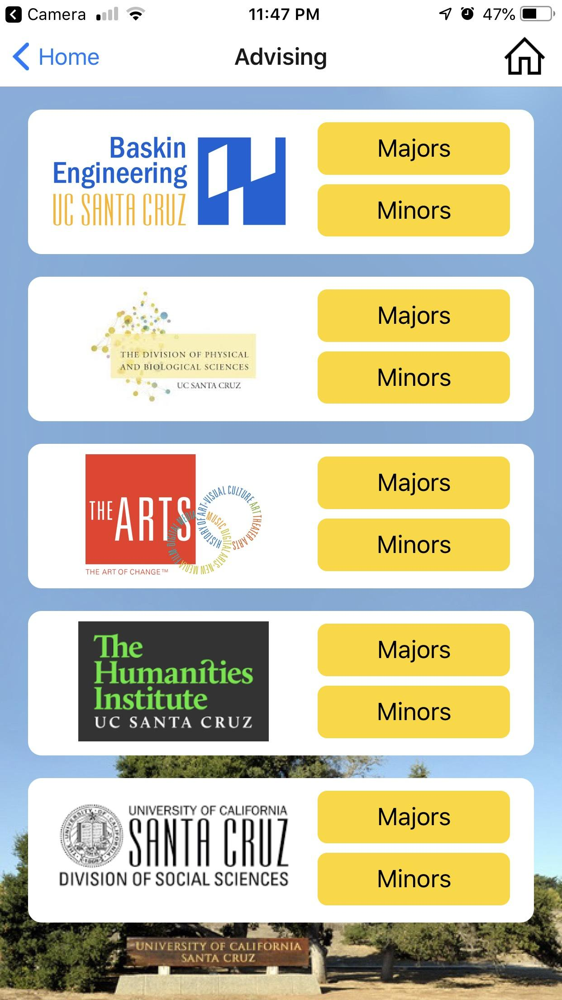 Camera
11:47 PM
47%
Home
Advising
Baskin
Engineering
UC SANTA CRUZ
Majors
Minors
THE DIVISION OF PHYSICAL
AND BIOLOGICAL SCIENCES
UC SANTA CRUZ
Majors
Minors
THE ARTS
HISTORY OF ART+VISUAL CULTURE ART THEATER ARTS
MUSIC DIGITAL ARTS+NEW MEDIA FILM+DIGITAL MEDIA
THE ART OF CHANGE™
Majors
Minors
The
Humanities
Institute
UC SANTA CRUZ
Majors
Minors
THE · UNIVERSITY · OF · CALIFORNIA
1868
UNIVERSITY OF CALIFORNIA
SANTA CRUZ
DIVISION OF SOCIAL SCIENCES
Majors
Minors
UNIVERSITY OF CALIFORNIA
SANTA CRUZ